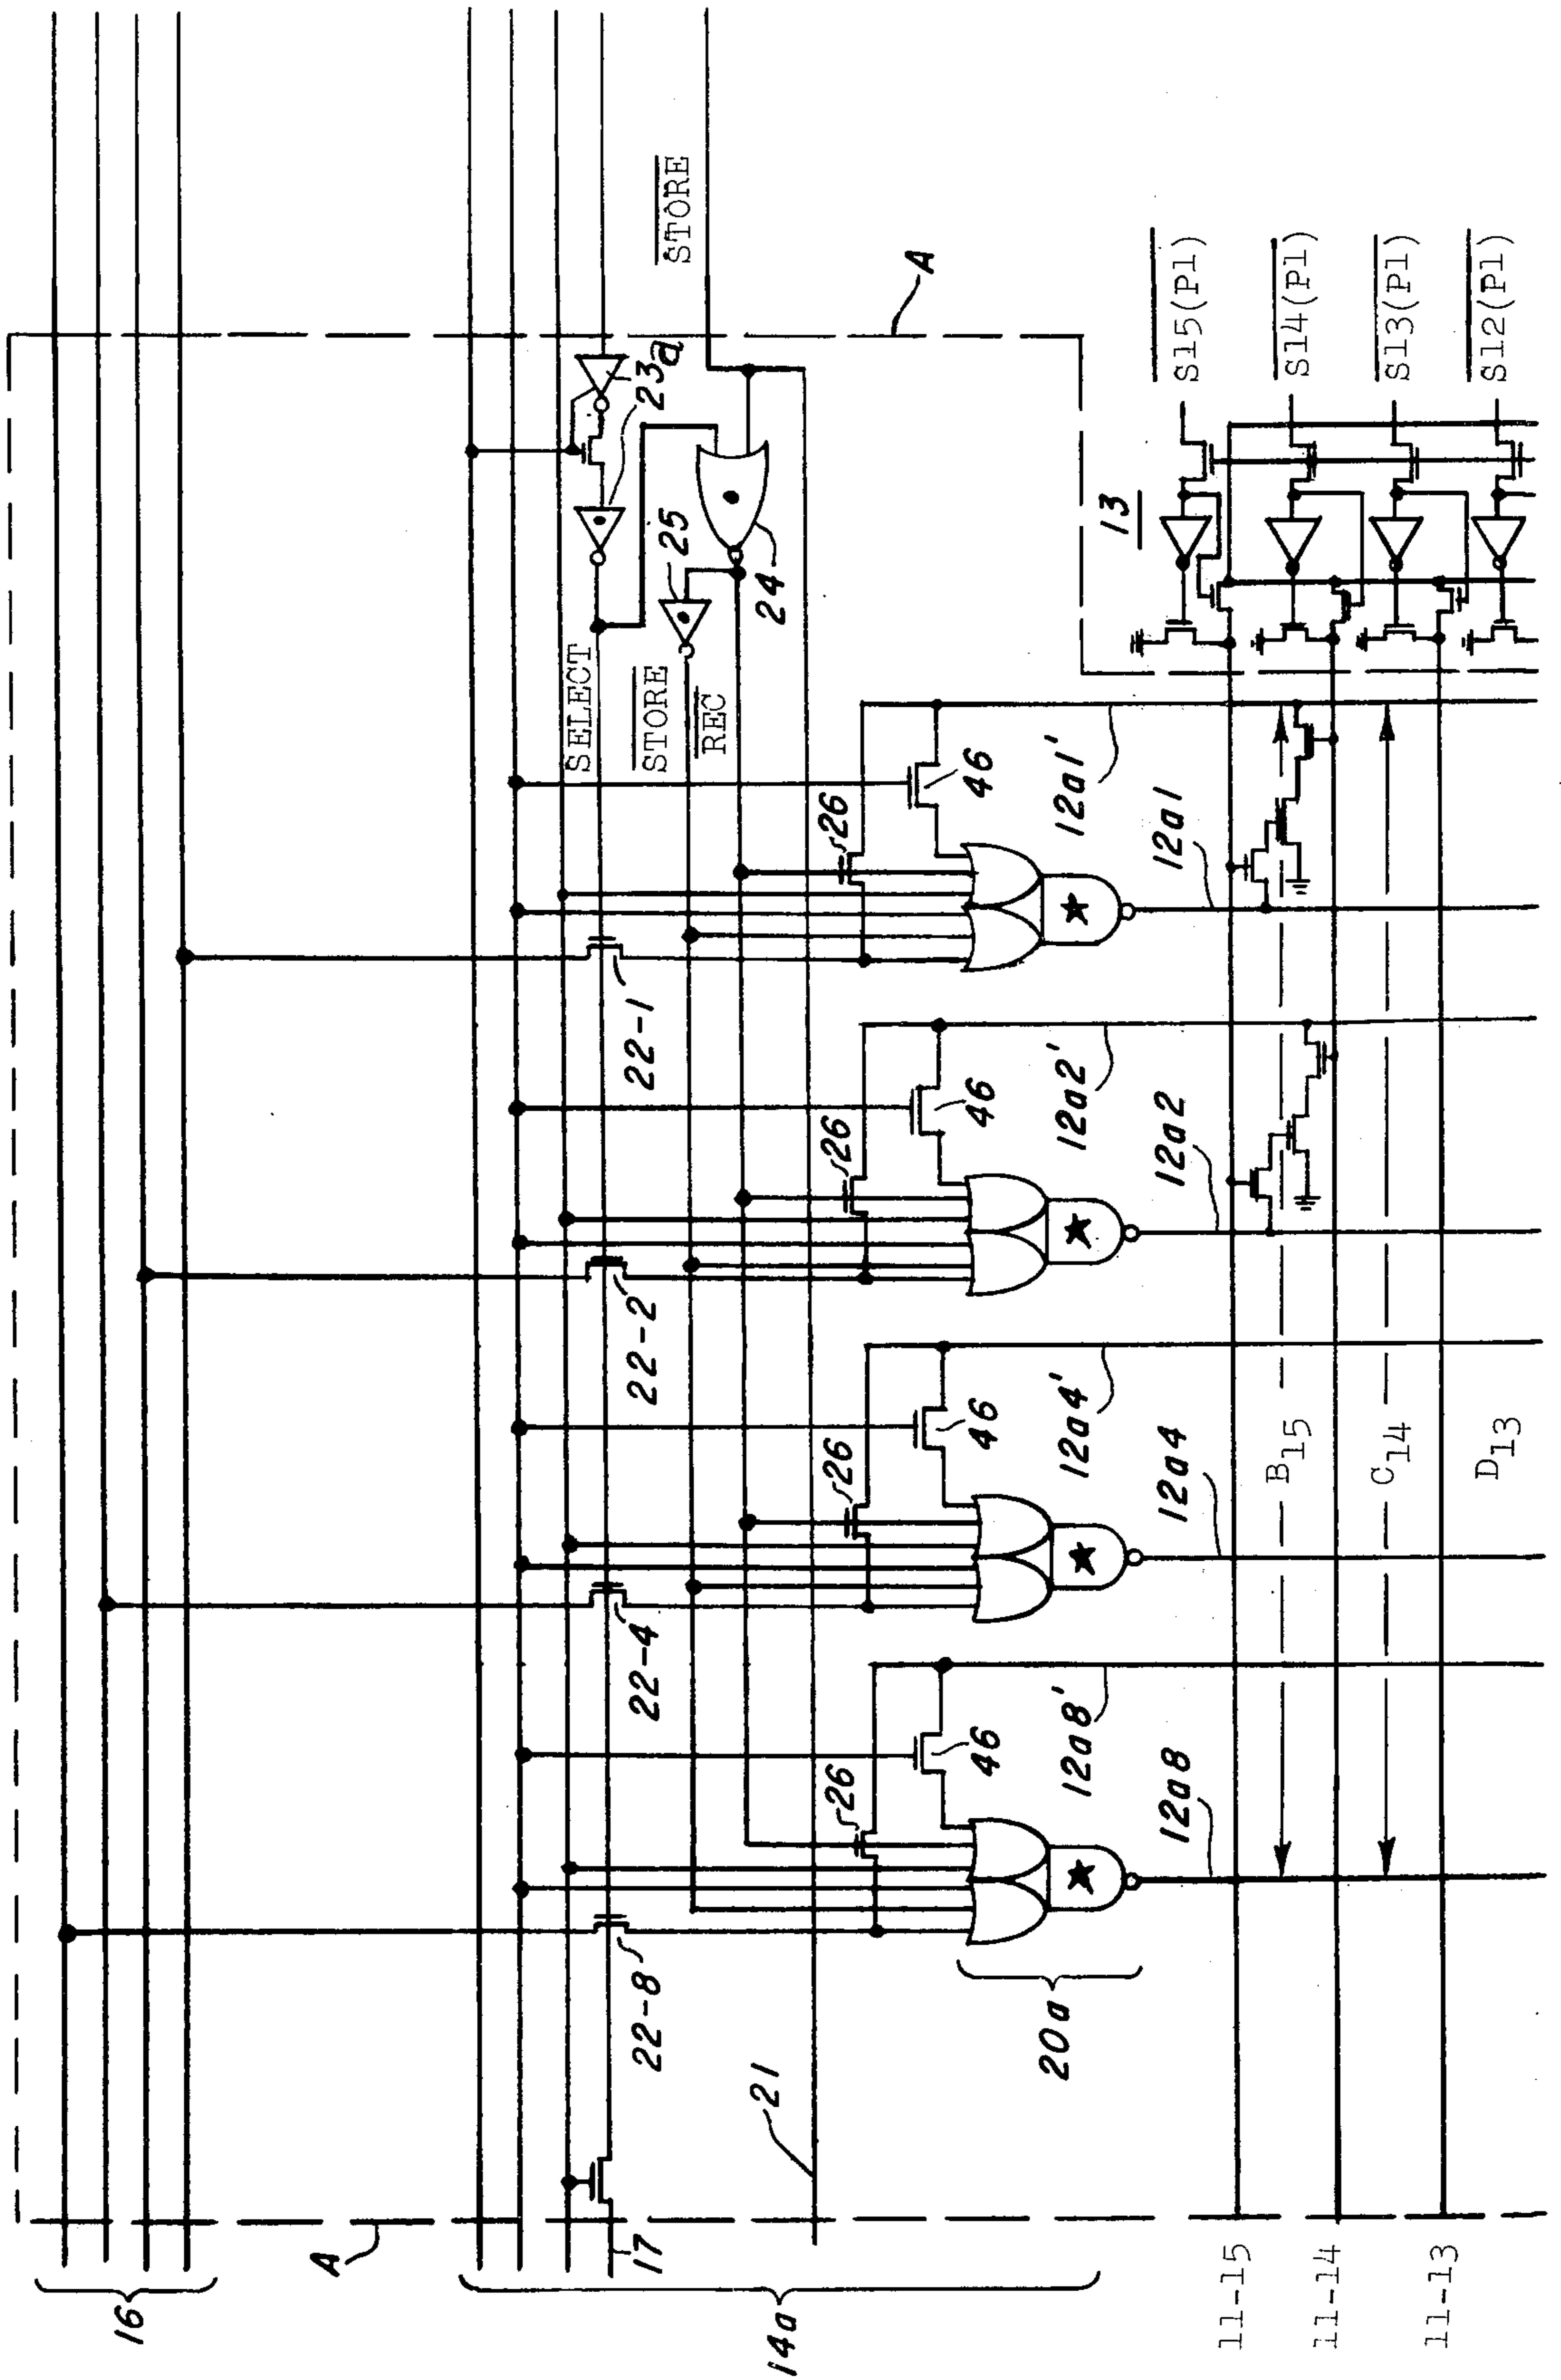 16
A
17
14a
21
20a
22-8
22-4
22-2
22-1
SELECT
STORE
REC
25
24
23
a
STORE
A
26
46
12a8'
12a8
26
46
12a4'
12a4
26
46
12a2'
12a2
26
46
12a1'
12a1
13
S15(P1)
S14(P1)
S13(P1)
S12(P1)
B15
C14
D13
11-15
11-14
11-13